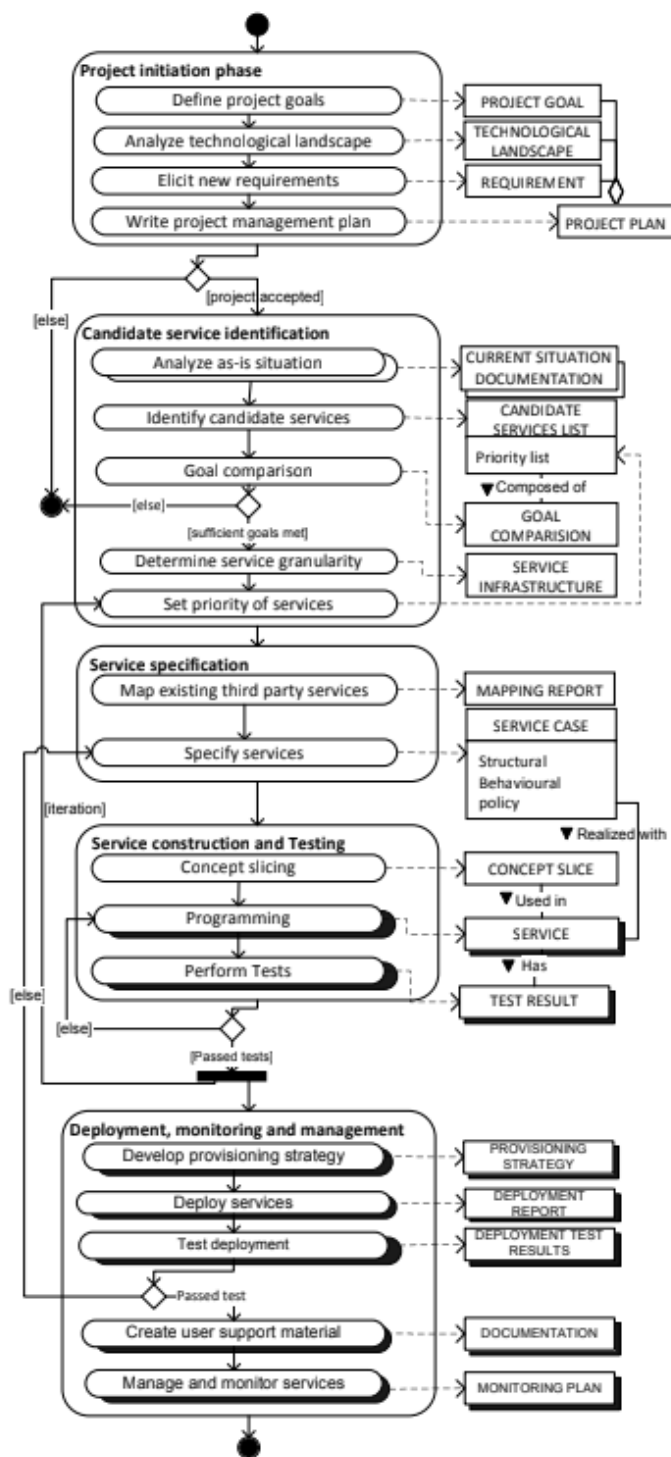 Project initiation phase
Define project goals
PROJECT GOAL
Analyze technological landscape
TECHNOLOGICAL
LANDSCAPE
Elicit new requirements
REQUIREMENT
Write project management plan
PROJECT PLAN
[project accepted]
[else]
Candidate service identification
Analyze as-is situation
CURRENT SITUATION
DOCUMENTATION
Identify candidate services
CANDIDATE
SERVICES LIST
Priority list
Goal comparison
Composed of
[else]
GOAL
COMPARISION
[sufficient goals met]
Determine service granularity
SERVICE
INFRASTRUCTURE
Set priority of services
Service specification
Map existing third party services
MAPPING REPORT
SERVICE CASE
Specify services
Structural
Behavioural
policy
[iteration]
Realized with
Service construction and Testing
Concept slicing
CONCEPT SLICE
Used in
Programming
SERVICE
Has
Perform Tests
TEST RESULT
[else]
[else]
[Passed tests]
Deployment, monitoring and management
Develop provisioning strategy
PROVISIONING
STRATEGY
Deploy services
DEPLOYMENT
REPORT
Test deployment
DEPLOYMENT TEST
RESULTS
Passed test
Create user support material
DOCUMENTATION
Manage and monitor services
MONITORING PLAN